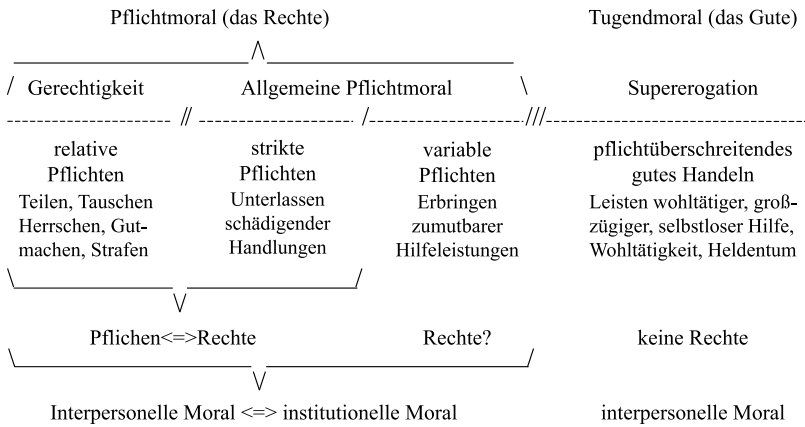 Pflichtmoral (das Rechte) Tugendmoral (das Gute)
/ Gerechtigkeit Allgemeine Pflichtmoral \ Supererogation
// / ///
relative strikte variable pflichtüberschreitendes
Pflichten Pflichten Pflichten gutes Handeln
Teilen, Tauschen Unterlassen Erbringen Leisten wohltätiger, groß-
Herrschen, Gut- schädigender zumutbarer zügiger, selbstloser Hilfe,
machen, Strafen Handlungen Hilfeleistungen Wohltätigkeit, Heldentum
Pflichen<=>Rechte Rechte? keine Rechte
Interpersonelle Moral <=> institutionelle Moral interpersonelle Moral